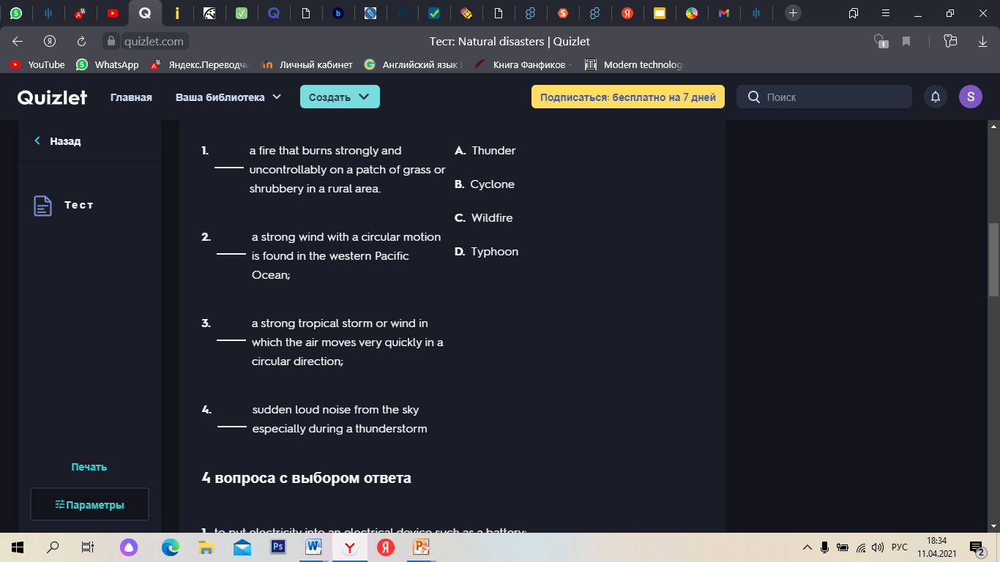 Тест: Natural disasters | Quizlet
quizlet.com
1
YouTube
5
WhatsApp
Яндекс.Переводч
Личный кабинет
Английский язык
Книга Фанфиков -
Modern technolog
Quizlet
Главная
Ваша библиотека
Создать
Подписаться: бесплатно на 7 дней
Поиск
S
Назад
Тест
Печать
Параметры
1. ____ a fire that burns strongly and
uncontrollably on a patch of grass or
shrubbery in a rural area.
2. ____ a strong wind with a circular motion
is found in the western Pacific
Ocean;
3. ____ a strong tropical storm or wind in
which the air moves very quickly in a
circular direction;
4. ____ sudden loud noise from the sky
especially during a thunderstorm
A. Thunder
B. Cyclone
C. Wildfire
D. Typhoon
4 вопроса с выбором ответа
1. to put electricity into an electrical device such as a battery;
РУС
18:34
11.04.2021
2